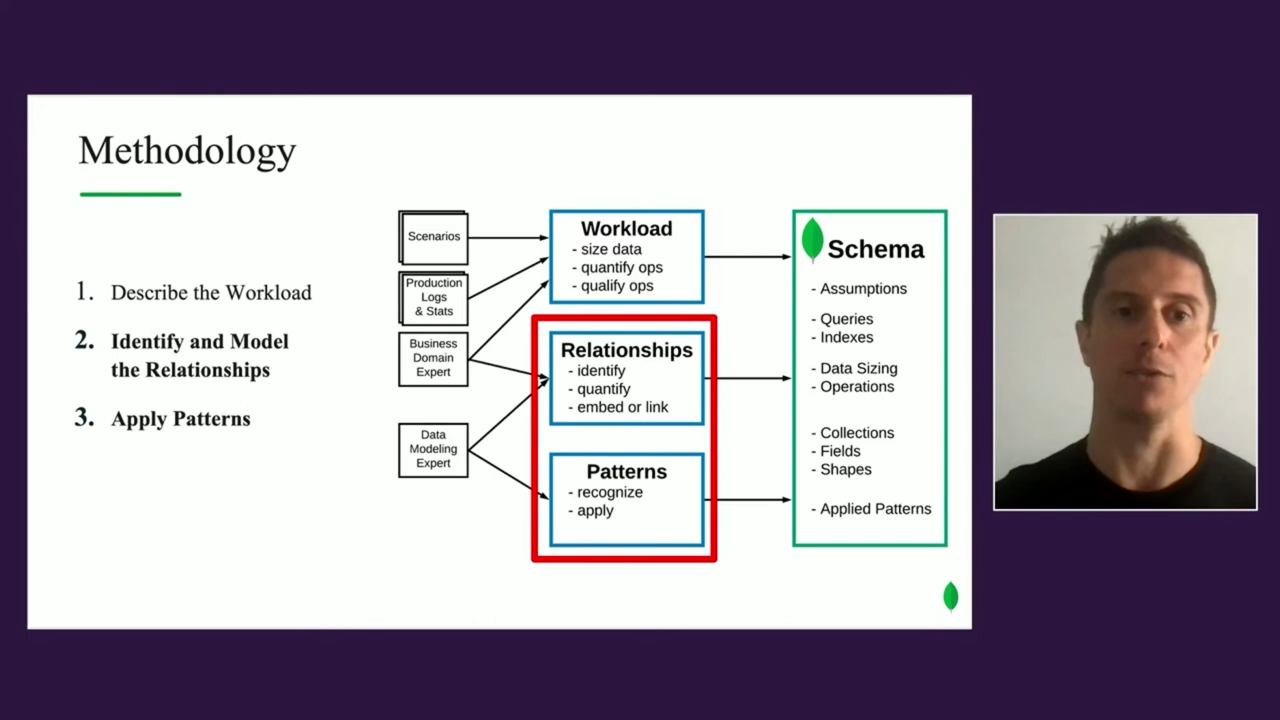 Methodology
1. Describe the Workload
2. Identify and Model
the Relationships
3. Apply Patterns
Scenarios
Production
Logs
& Stats
Business
Domain
Expert
Data
Modeling
Expert
Workload
- size data
- quantify ops
- qualify ops
Relationships
- identify
- quantify
- embed or link
Patterns
- recognize
- apply
Schema
- Assumptions
- Queries
- Indexes
- Data Sizing
- Operations
- Collections
- Fields
- Shapes
- Applied Patterns